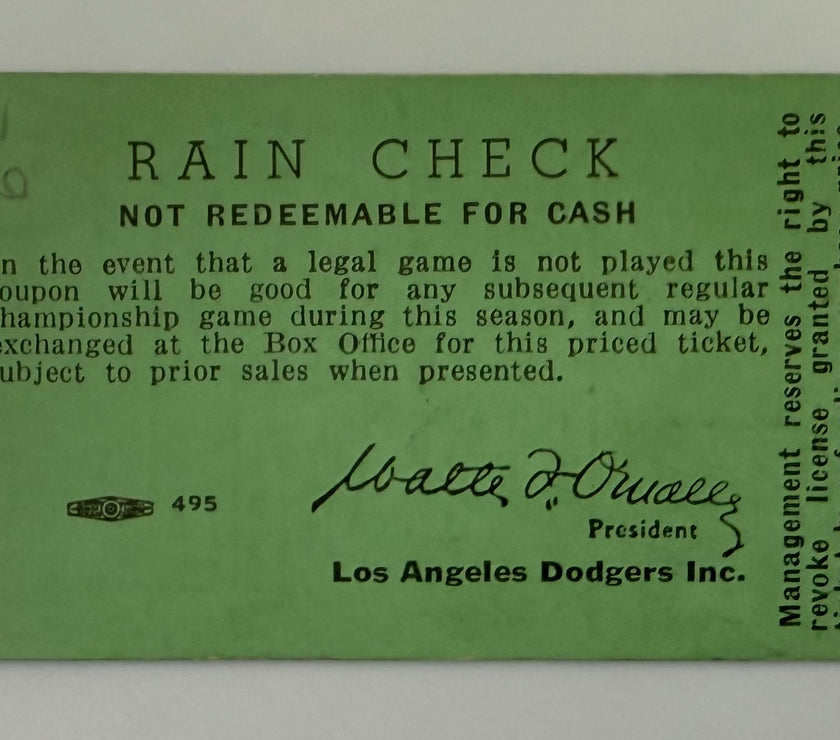 RAIN CHECK
NOT REDEEMABLE FOR CASH
n the event that a legal game is not played this
oupon will be good for any subsequent regular
hampionship game during this season, and may be
exchanged at the Box Office for this priced ticket,
ubject to prior sales when presented.
495
Walter F. O'Malley
President
Los Angeles Dodgers Inc.
Management reserves the right to
revoke license granted by this